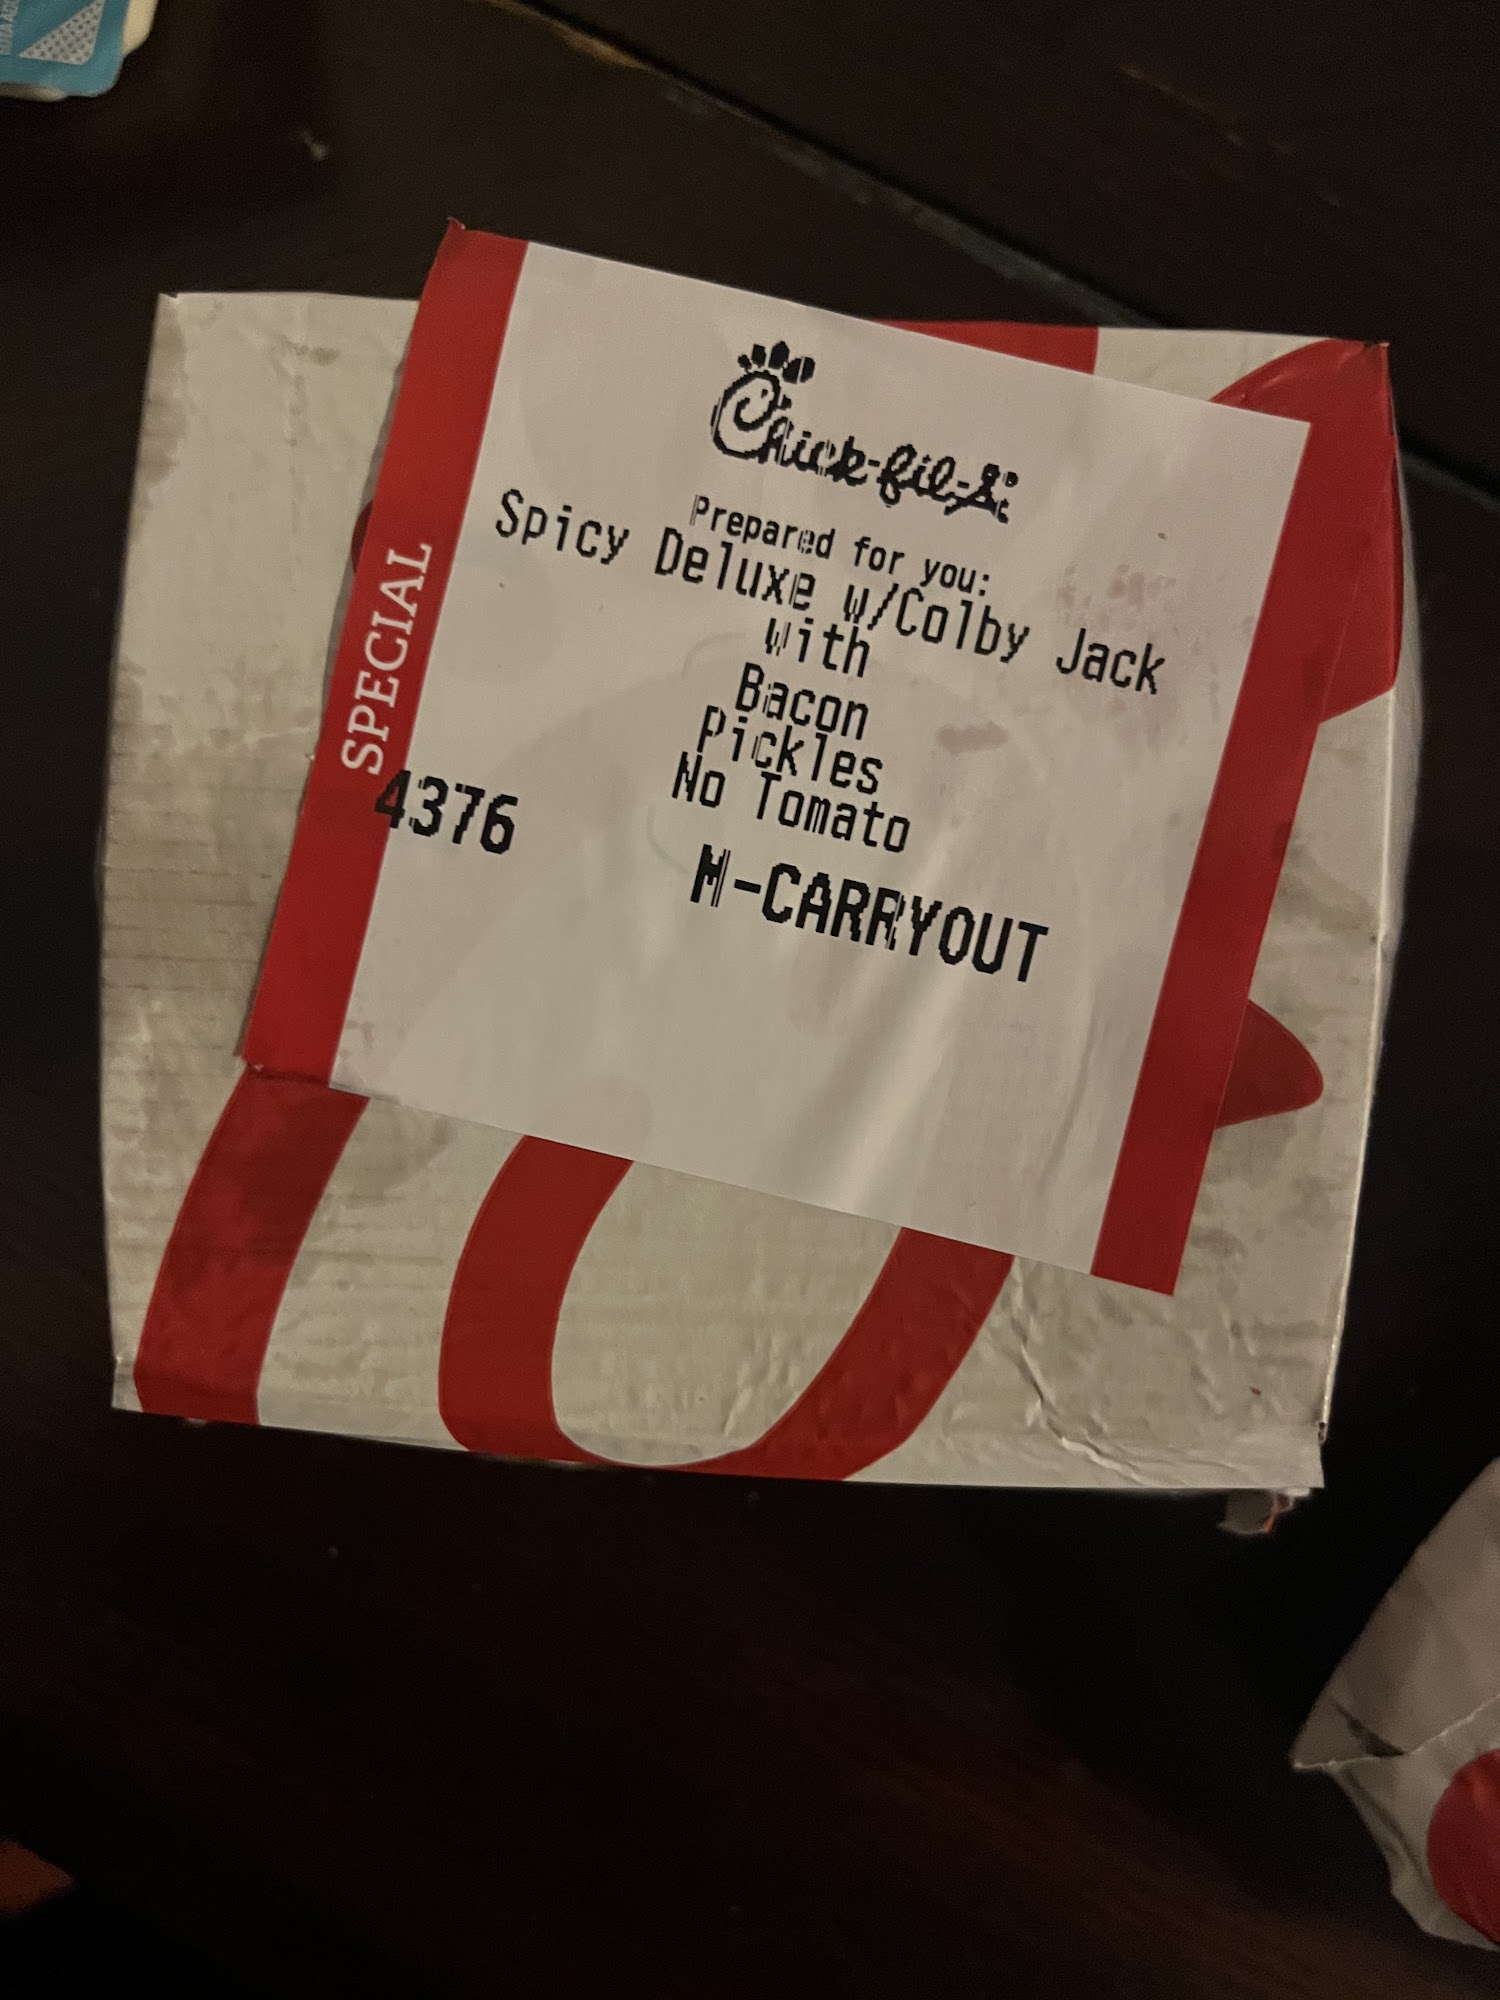 Chick-fil-A
Prepared for you:
Spicy Deluxe w/Colby Jack
with
Bacon
Pickles
No Tomato
4376
M-CARRYOUT
SPECIAL